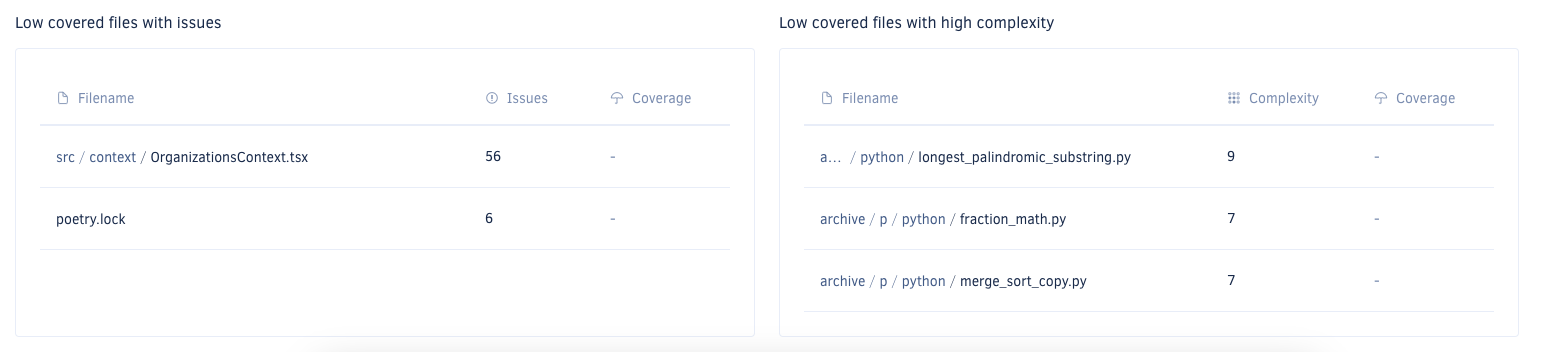 Low covered files with issues
Filename Issues Coverage
src / context / OrganizationsContext.tsx 56 -
poetry.lock 6 -
Low covered files with high complexity
Filename Complexity Coverage
a... / python / longest_palindromic_substring.py 9 -
archive / p / python / fraction_math.py 7 -
archive / p / python / merge_sort_copy.py 7 -